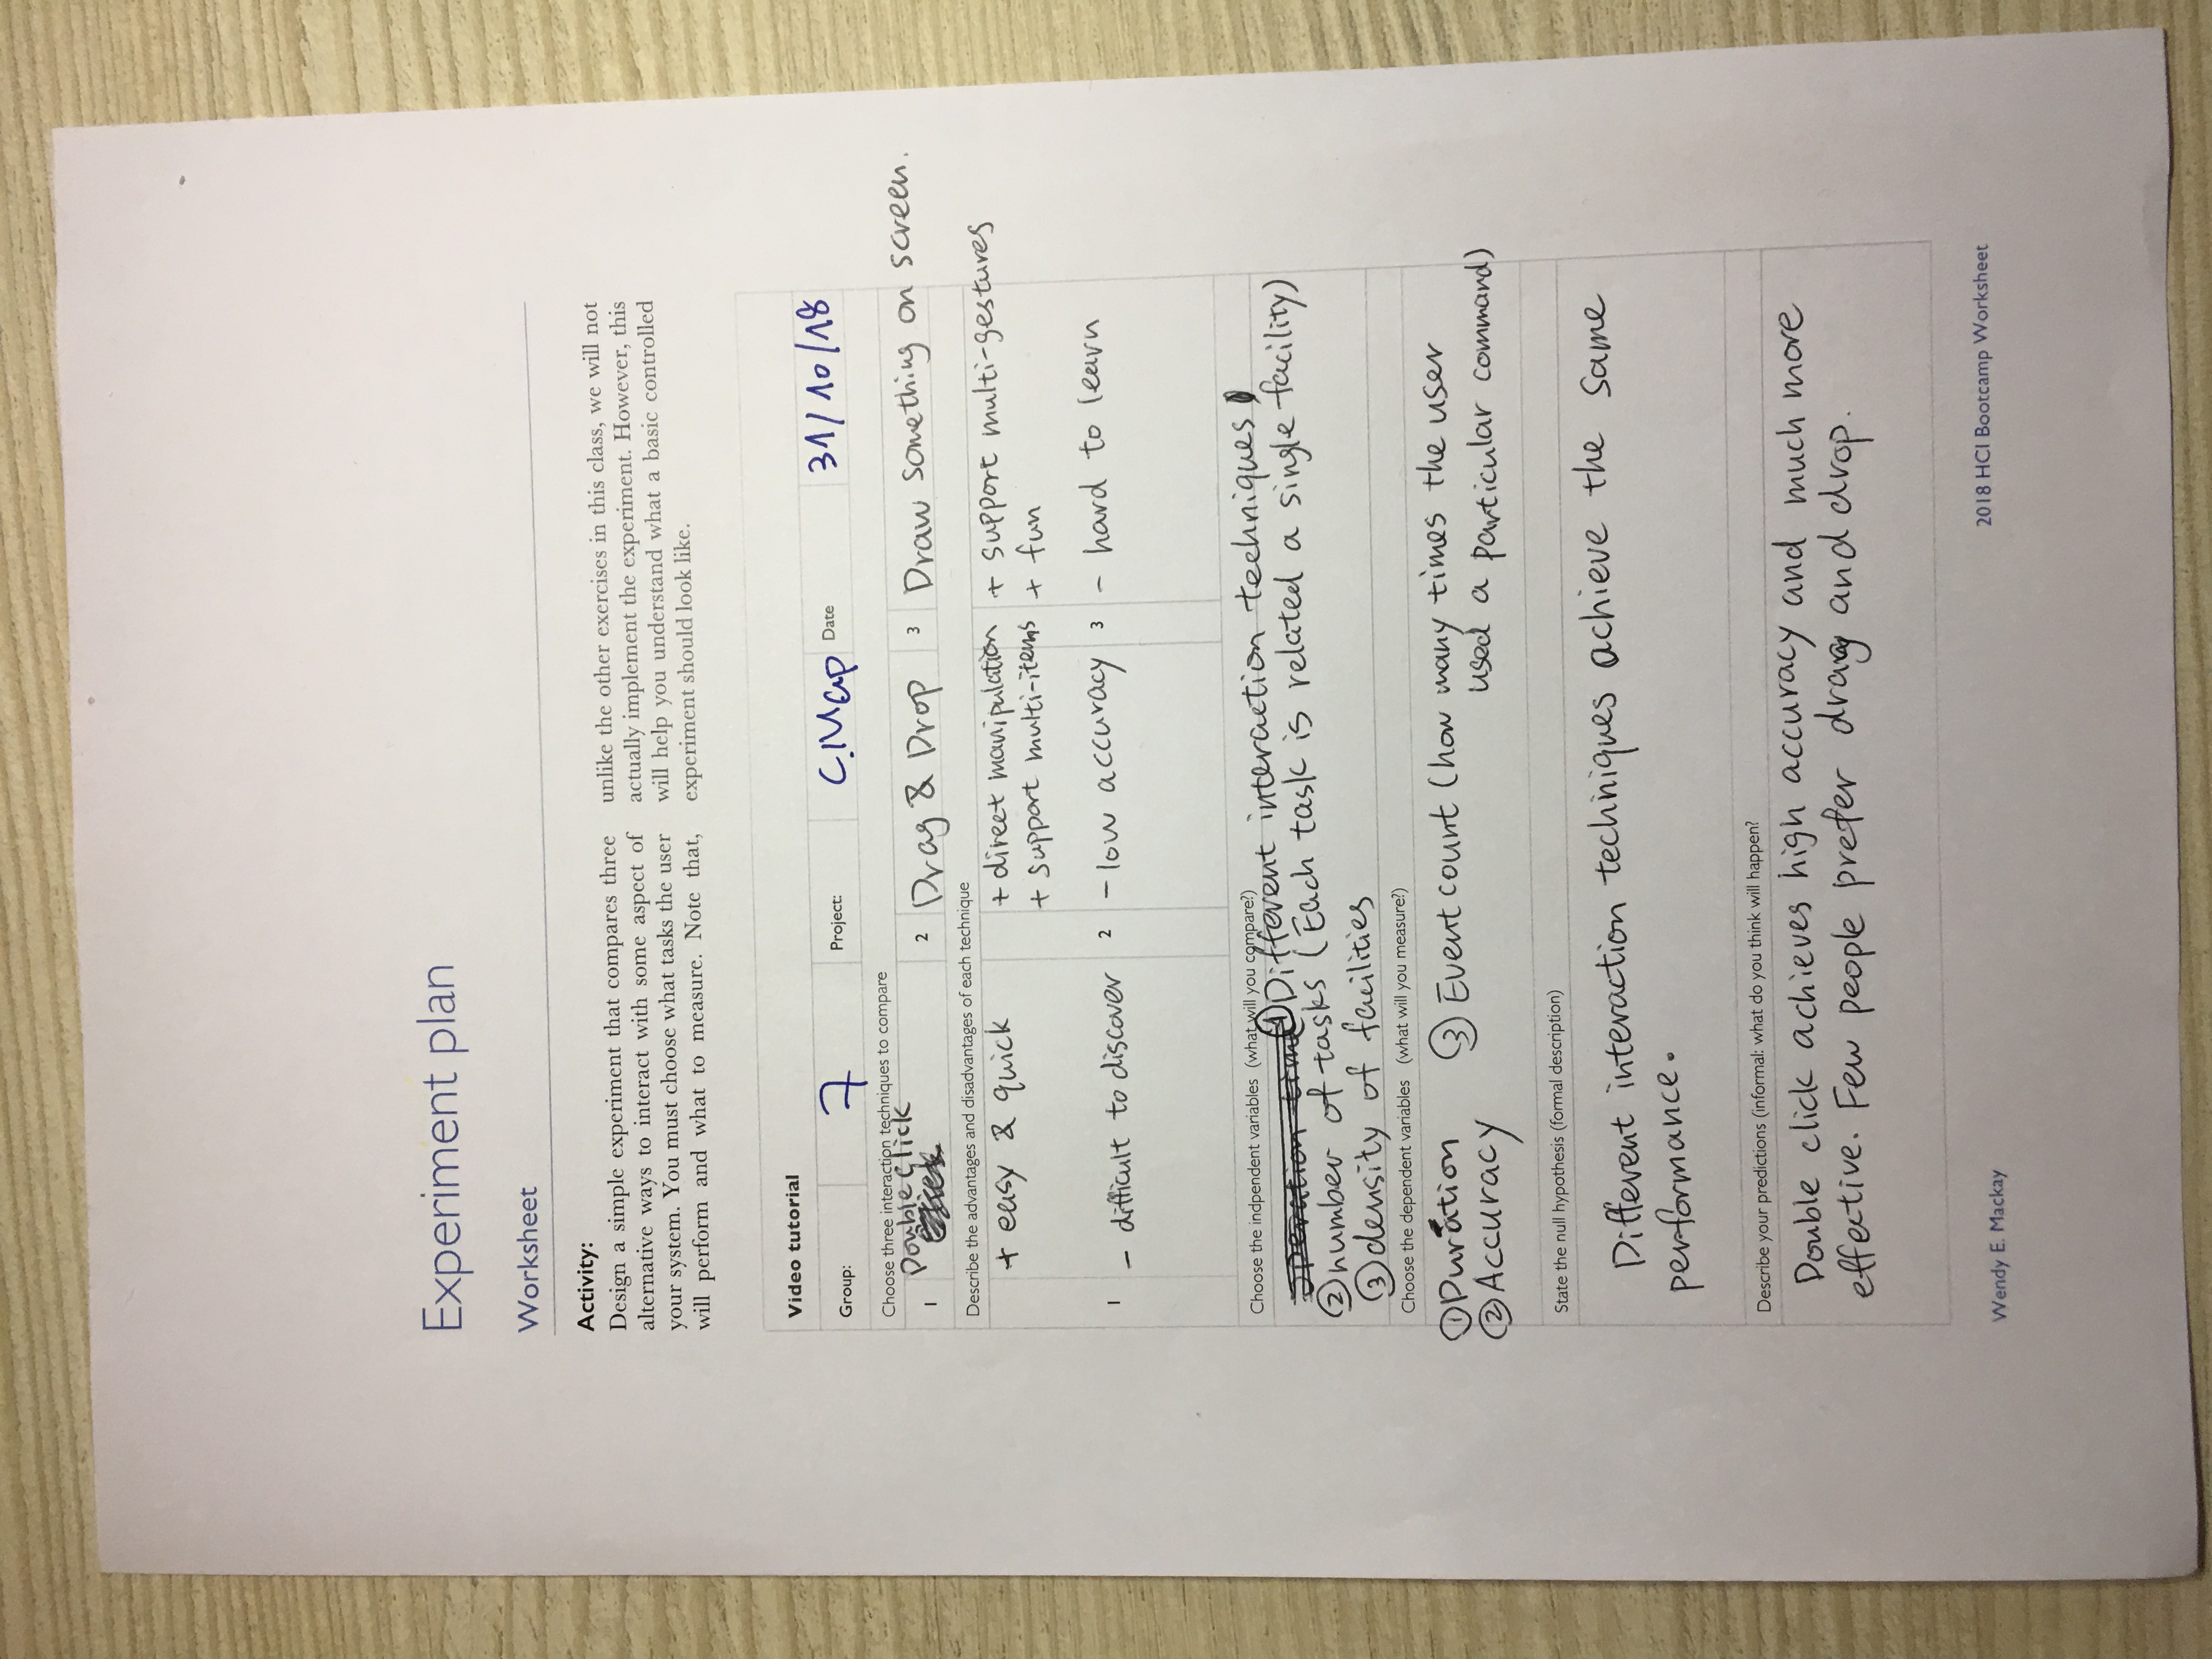 Experiment plan
Worksheet
Activity:
Design a simple experiment that compares three
alternative ways to interact with some aspect of
your system. You must choose what tasks the user
will perform and what to measure. Note that,
unlike the other exercises in this class, we will not
actually implement the experiment. However, this
will help you understand what a basic controlled
experiment should look like.
Video tutorial
Group: 7 Project: C.Map Date 31/10/18
Choose three interaction techniques to compare
1 Double Click 2 Drag & Drop 3 Draw something on screen.
Describe the advantages and disadvantages of each technique
1
+ easy & quick
- difficult to discover
2
+ direct manipulation
+ support multi-items
- low accuracy
3
+ support multi-gestures
+ fun
- hard to learn
Choose the indpendent variables (what will you compare?)
Operation time ① Different interaction techniques
② number of tasks (Each task is related a single facility)
③ density of facilities
Choose the dependent variables (what will you measure?)
① Duration
② Accuracy
③ Event count (how many times the user
used a particular command)
State the null hypothesis (formal description)
Different interaction techniques achieve the same
performance.
Describe your predictions (informal: what do you think will happen?
Double click achieves high accuracy and much more
effective. Few people prefer drag and drop.
Wendy E. Mackay
2018 HCI Bootcamp Worksheet